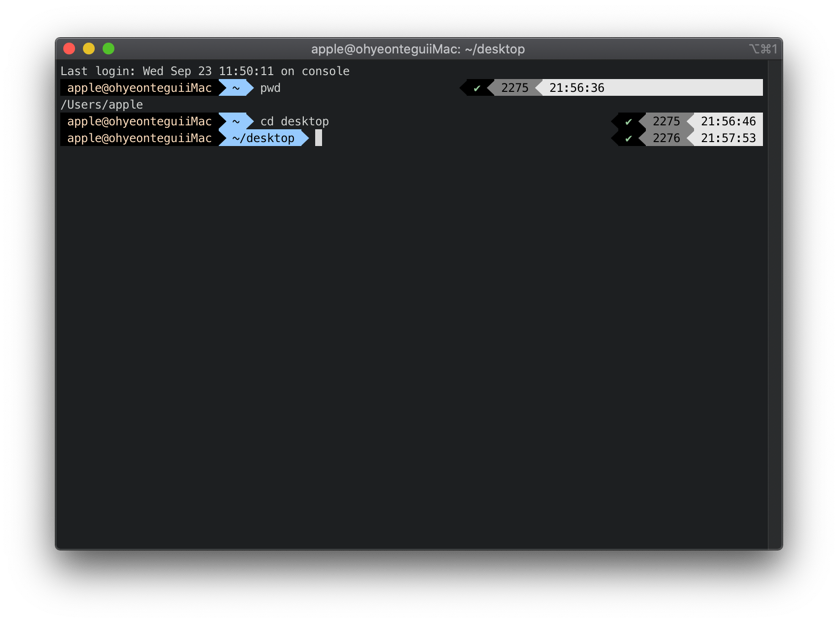 apple@ohyeonteguiiMac: ~/desktop ⌥⌘1
Last login: Wed Sep 23 11:50:11 on console
apple@ohyeonteguiiMac ~ pwd ✔ 2275 21:56:36
/Users/apple
apple@ohyeonteguiiMac ~ cd desktop ✔ 2275 21:56:46
apple@ohyeonteguiiMac ~/desktop ✔ 2276 21:57:53